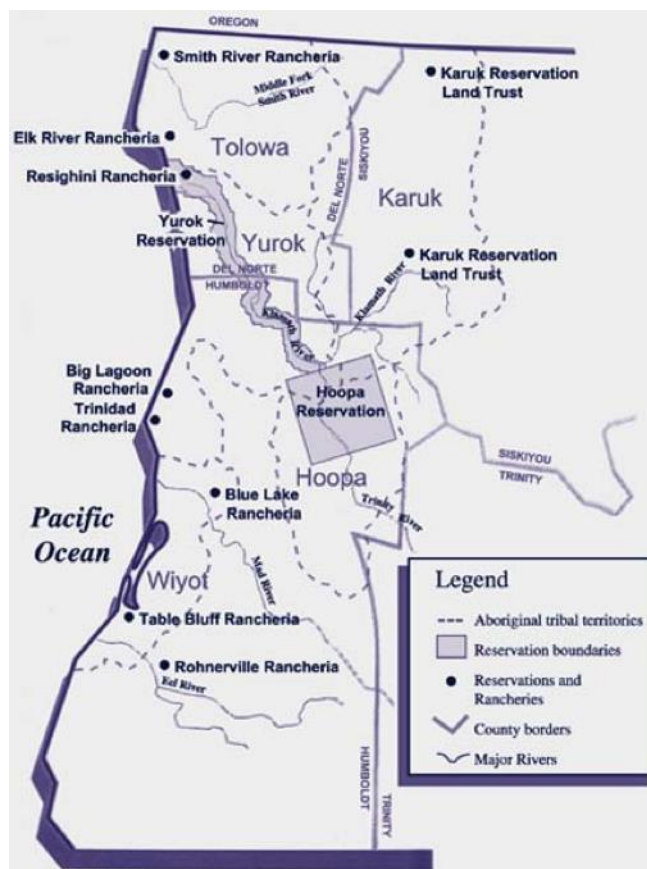 OREGON
Smith River Rancheria
Middle Fork
Smith River
Karuk Reservation
Land Trust
Elk River Rancheria
Tolowa
Resighini Rancheria
DEL NORTE
SISKIYOU
Karuk
Yurok
Reservation
Yurok
Karuk Reservation
Land Trust
DEL NORTE
HUMBOLDT
Klamath River
Klamath River
Big Lagoon
Rancheria
Trinidad
Rancheria
Hoopa
Reservation
SISKIYOU
TRINITY
Hoopa
Blue Lake
Rancheria
Trinity River
Pacific
Ocean
Mad River
Wiyot
Table Bluff Rancheria
Rohnerville Rancheria
Eel River
HUMBOLDT
TRINITY
Legend
Aboriginal tribal territories
Reservation boundaries
Reservations and
Rancheries
County borders
Major Rivers